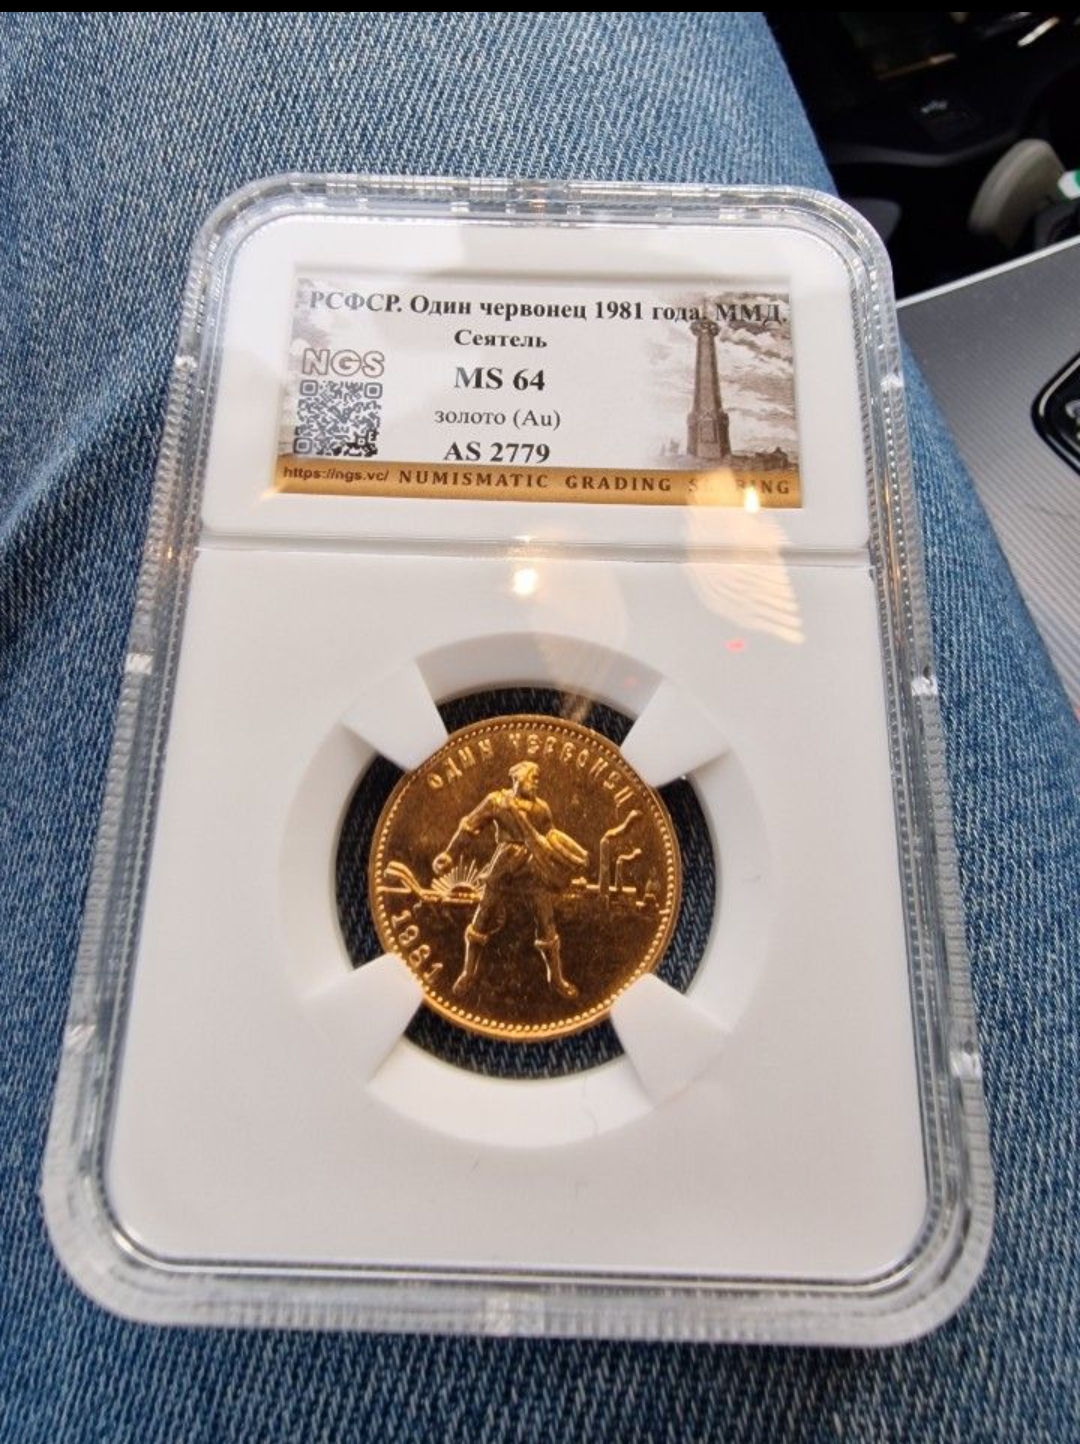 РСФСР. Один червонец 1981 года. ММД.
Сеятель
NGS
MS 64
золото (Au)
AS 2779
https://ngs.vc/ NUMISMATIC GRADING
ОДИН ЧЕРВОНЕЦ
1981